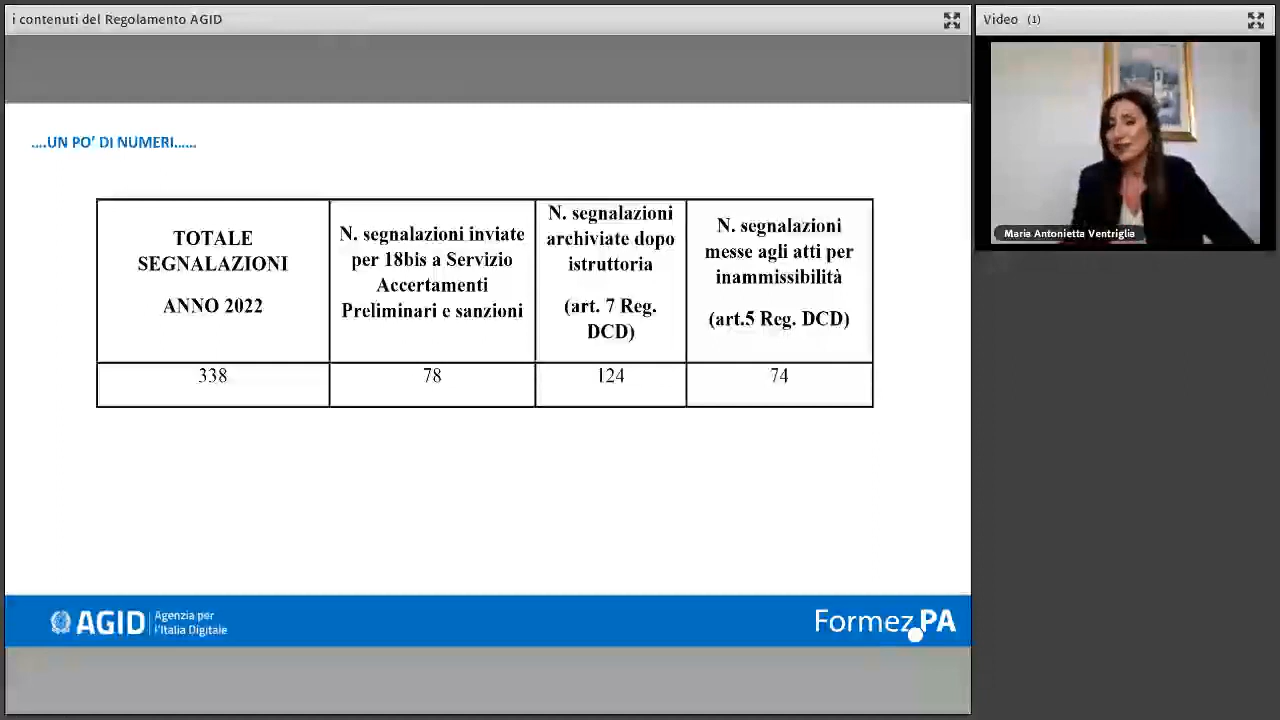 i contenuti del Regolamento AGID
Video (1)
Maria Antonietta Ventriglia
....UN PO' DI NUMERI......
TOTALE
SEGNALAZIONI
ANNO 2022
N. segnalazioni inviate
per 18bis a Servizio
Accertamenti
Preliminari e sanzioni
N. segnalazioni
archiviate dopo
istruttoria
(art. 7 Reg.
DCD)
N. segnalazioni
messe agli atti per
inammissibilità
(art.5 Reg. DCD)
338
78
124
74
AGID
Agenzia per
l'Italia Digitale
Formez PA